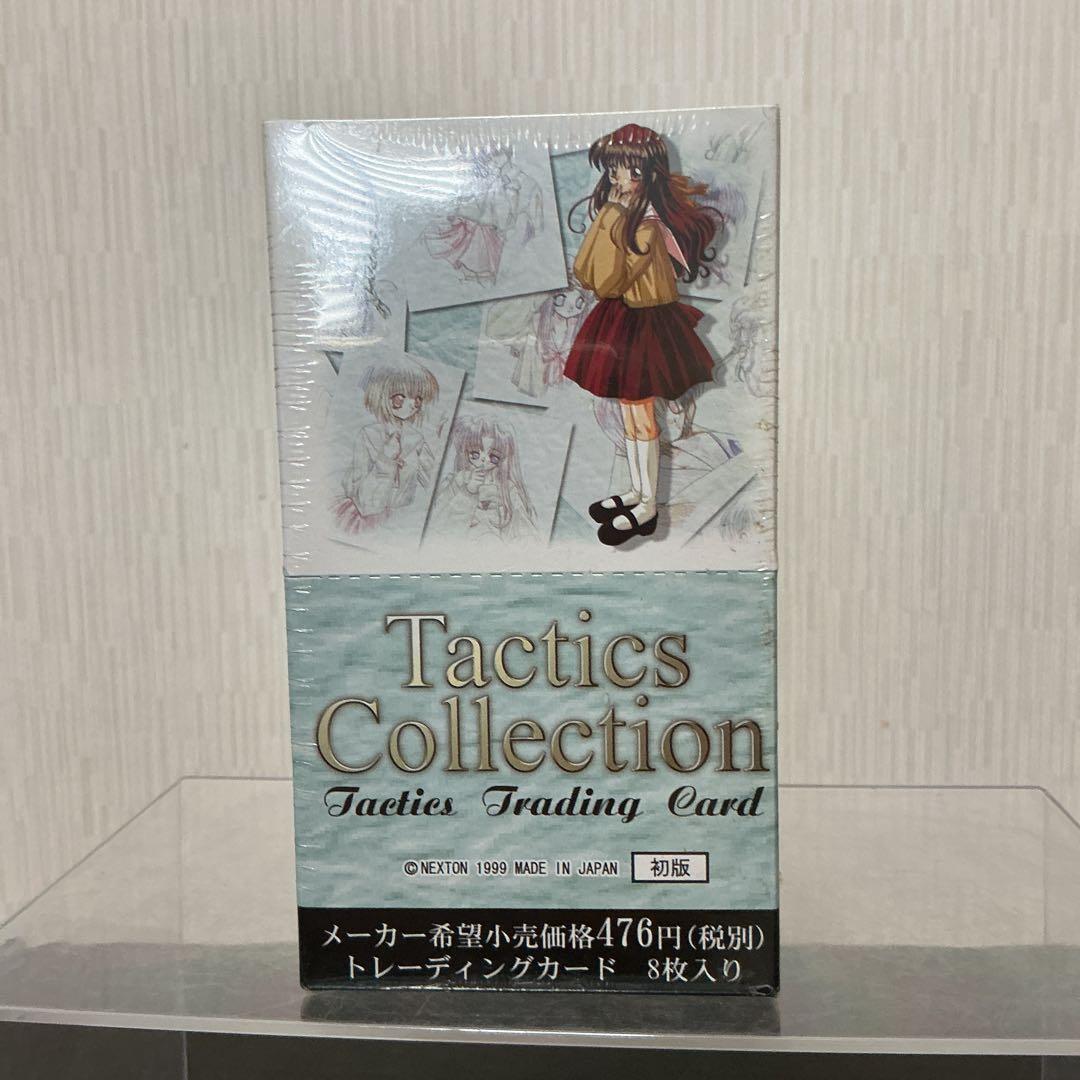 Tactics
Collection
Tactics Trading Card
©NEXTON 1999 MADE IN JAPAN 初版
メーカー希望小売価格476円(税別)
トレーディングカード 8枚入り